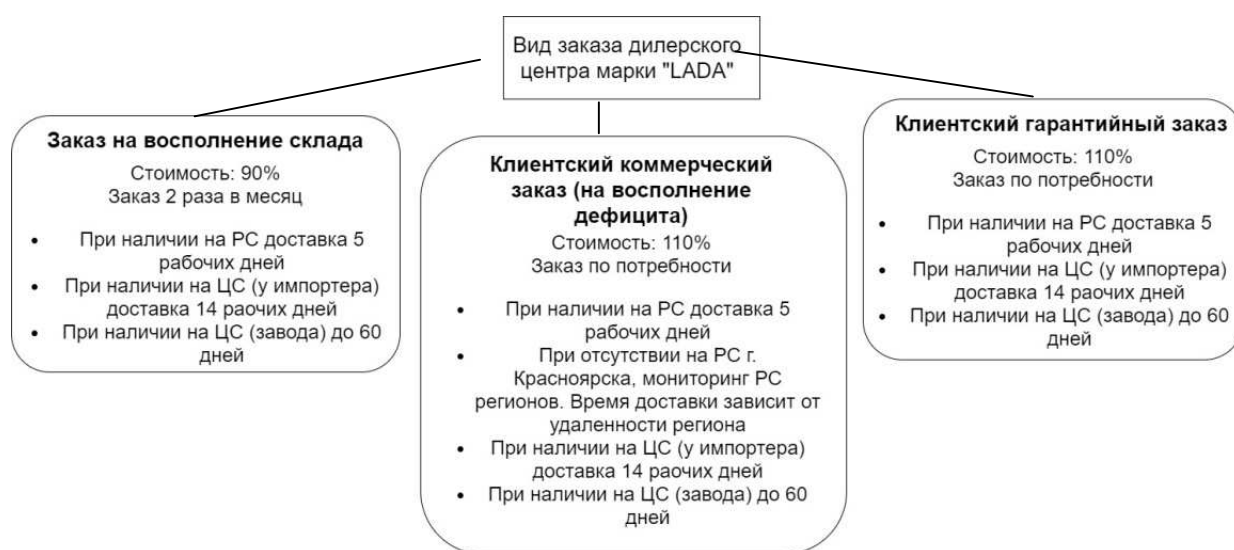 Вид заказа дилерского
центра марки "LADA"
Заказ на восполнение склада
Стоимость: 90%
Заказ 2 раза в месяц
• При наличии на РС доставка 5
рабочих дней
• При наличии на ЦС (у импортера)
доставка 14 раочих дней
• При наличии на ЦС (завода) до 60
дней
Клиентский коммерческий
заказ (на восполнение
дефицита)
Стоимость: 110%
Заказ по потребности
• При наличии на РС доставка 5
рабочих дней
• При отсутствии на РС г.
Красноярска, мониторинг РС
регионов. Время доставки зависит от
удаленности региона
• При наличии на ЦС (у импортера)
доставка 14 раочих дней
• При наличии на ЦС (завода) до 60
дней
Клиентский гарантийный заказ
Стоимость: 110%
Заказ по потребности
• При наличии на РС доставка 5
рабочих дней
• При наличии на ЦС (у импортера)
доставка 14 раочих дней
• При наличии на ЦС (завода) до 60
дней